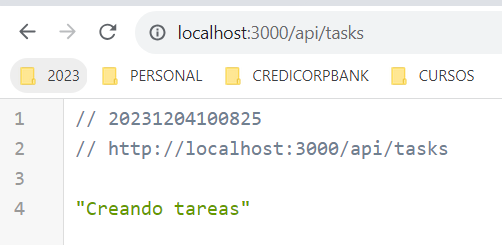 localhost:3000/api/tasks
2023 PERSONAL CREDICORPBANK CURSOS
1 // 20231204100825
2 // http://localhost:3000/api/tasks
3
4 "Creando tareas"